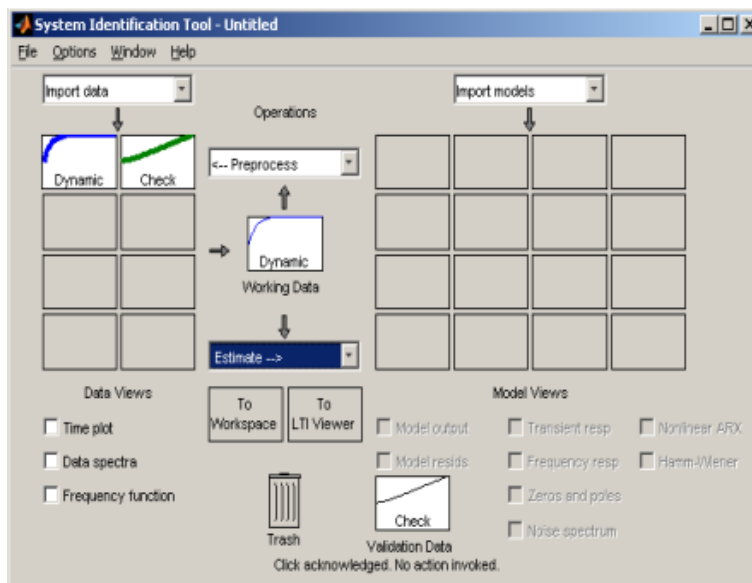 System Identification Tool - Untitled
File Options Window Help
Import data
Import models
Operations
Dynamic
Check
<-- Preprocess
Dynamic
Working Data
Estimate -->
Data Views
Model Views
To Workspace
To LTI Viewer
Time plot
Data spectra
Frequency function
Model output
Transient resp
Nonlinear ARX
Model resids
Frequency resp
Hamm-Wiener
Zeros and poles
Noise spectrum
Trash
Check
Validation Data
Click acknowledged. No action invoked.